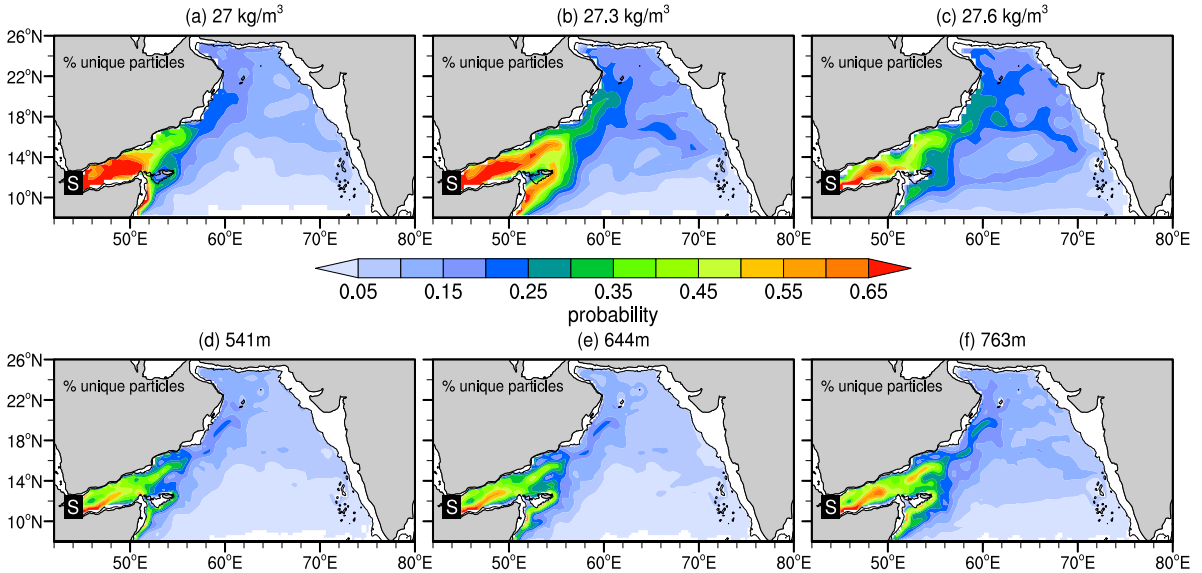 (a) 27 kg/m³ (b) 27.3 kg/m³ (c) 27.6 kg/m³
26°N
% unique particles % unique particles % unique particles
22°N
18°N
14°N
S S S
10°N
50°E 60°E 70°E 80°E 50°E 60°E 70°E 80°E 50°E 60°E 70°E 80°E
0.05 0.15 0.25 0.35 0.45 0.55 0.65
probability
(d) 541m (e) 644m (f) 763m
26°N
% unique particles % unique particles % unique particles
22°N
18°N
14°N
S S S
10°N
50°E 60°E 70°E 80°E 50°E 60°E 70°E 80°E 50°E 60°E 70°E 80°E